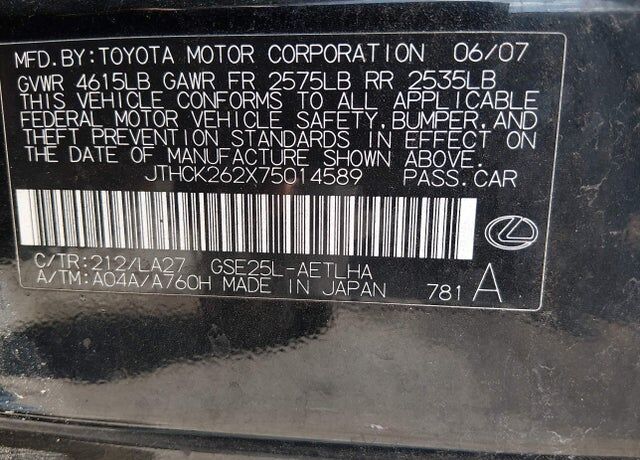 MFD.BY:TOYOTA MOTOR CORPORATION 06/07
GVWR 4615LB GAWR FR 2575LB RR 2535LB
THIS VEHICLE CONFORMS TO ALL APPLICABLE
FEDERAL MOTOR VEHICLE SAFETY, BUMPER, AND
THEFT PREVENTION STANDARDS IN EFFECT ON
THE DATE OF MANUFACTURE SHOWN ABOVE.
JTHCK262X75014589 PASS.CAR
C/TR:212/LA27 GSE25L-AETLHA
A/TM:A04A/A760H MADE IN JAPAN 781 A